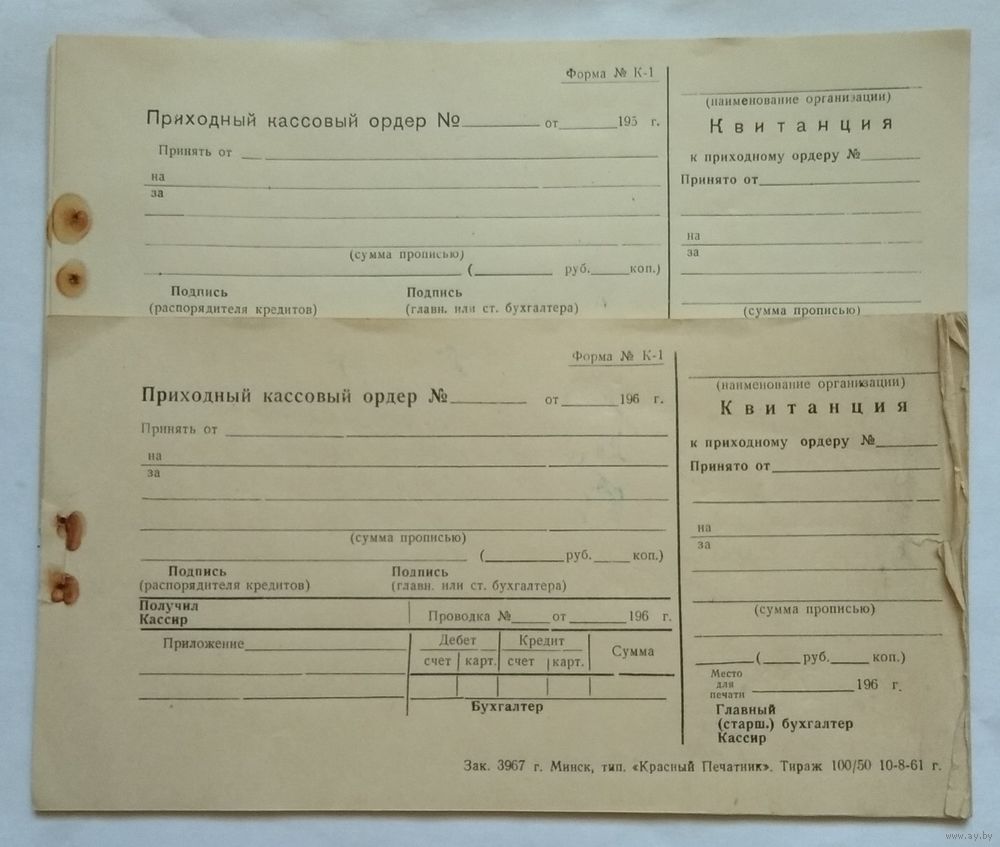 Форма № К-1
Приходный кассовый ордер № от 195 г.
Принять от
на
за
(сумма прописью)
( руб. коп.)
Подпись Подпись
(распорядителя кредитов) (главн. или ст. бухгалтера)
(наименование организации)
Квитанция
к приходному ордеру №
Принято от
на
за
(сумма прописью)
Форма № К-1
Приходный кассовый ордер № от 196 г.
Принять от
на
за
(сумма прописью)
( руб. коп.)
Подпись Подпись
(распорядителя кредитов) (главн. или ст. бухгалтера)
Получил
Кассир
Проводка № от 196 г.
Приложение
Дебет Кредит Сумма
счет карт. счет карт.
Бухгалтер
(наименование организации)
Квитанция
к приходному ордеру №
Принято от
на
за
(сумма прописью)
( руб. коп.)
Место
для
печати
196 г.
Главный
(старш.) бухгалтер
Кассир
Зак. 3967 г. Минск, тип. «Красный Печатник». Тираж 100/50 10-8-61 г.
www.ay.by